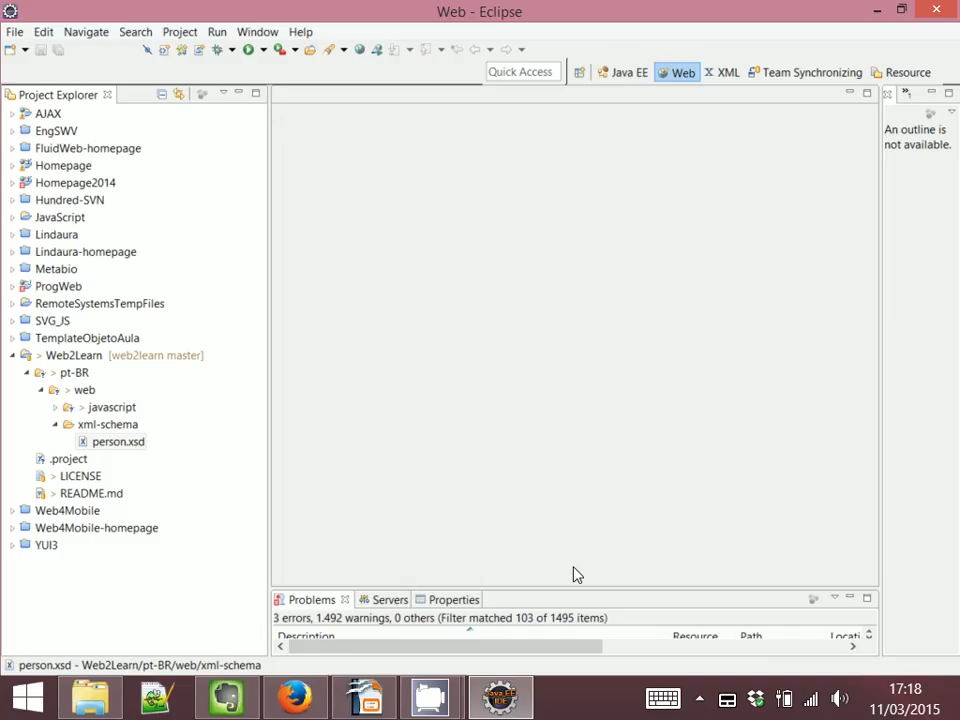 Web - Eclipse
File Edit Navigate Search Project Run Window Help
Quick Access Java EE Web XML Team Synchronizing Resource
Project Explorer
AJAX
EngSWV
FluidWeb-homepage
Homepage
Homepage2014
Hundred-SVN
JavaScript
Lindaura
Lindaura-homepage
Metabio
ProgWeb
RemoteSystemsTempFiles
SVG_JS
TemplateObjetoAula
> Web2Learn [web2learn master]
> pt-BR
> web
> javascript
xml-schema
person.xsd
.project
> LICENSE
> README.md
Web4Mobile
Web4Mobile-homepage
YUI3
»1
An outline is
not available.
Problems Servers Properties
3 errors, 1.492 warnings, 0 others (Filter matched 103 of 1495 items)
Description Resource Path Locati
person.xsd - Web2Learn/pt-BR/web/xml-schema
Java EE
IDE
17:18
11/03/2015